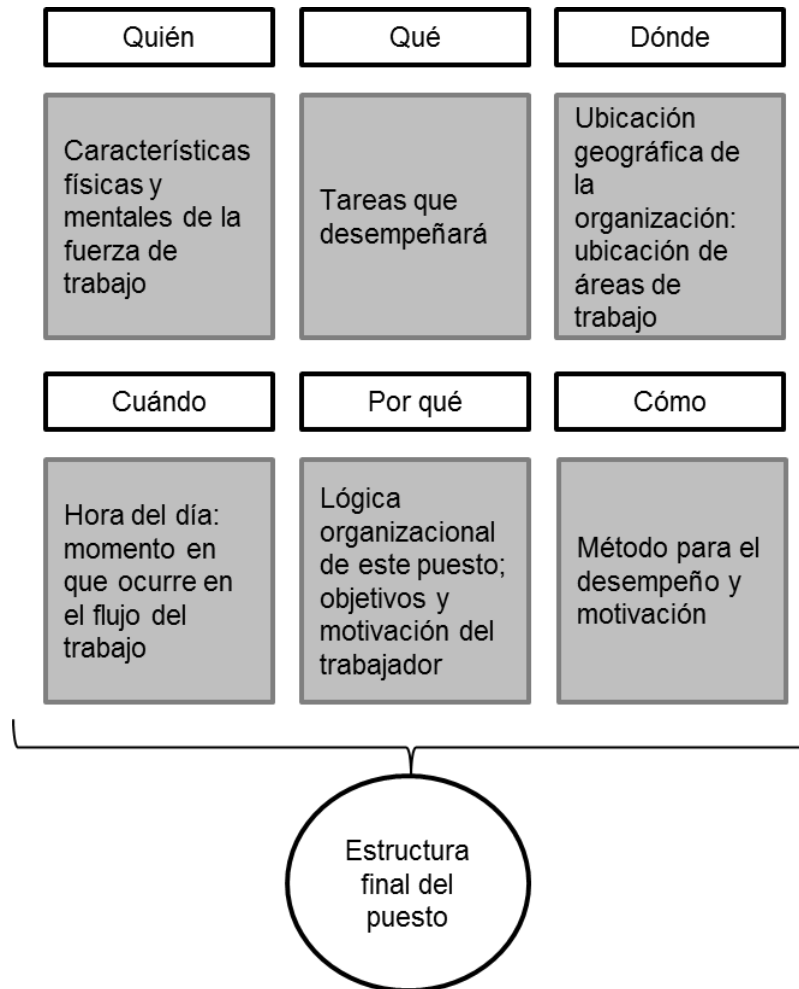 Quién
Qué
Dónde
Características
físicas y
mentales de la
fuerza de
trabajo
Tareas que
desempeñará
Ubicación
geográfica de
la
organización:
ubicación de
áreas de
trabajo
Cuándo
Por qué
Cómo
Hora del día:
momento en
que ocurre en
el flujo del
trabajo
Lógica
organizacional
de este puesto;
objetivos y
motivación del
trabajador
Método para el
desempeño y
motivación
Estructura
final del
puesto